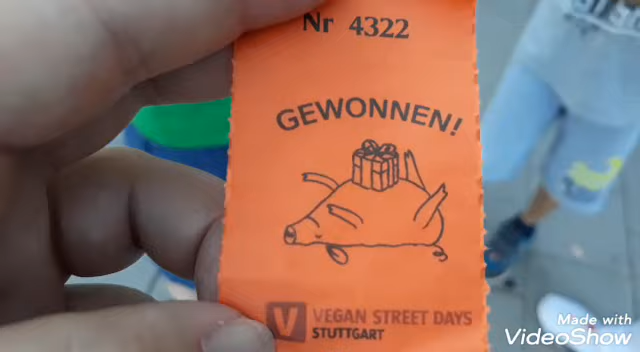 Nr 4322
GEWONNEN!
V VEGAN STREET DAYS
STUTTGART
Made with
VideoShow